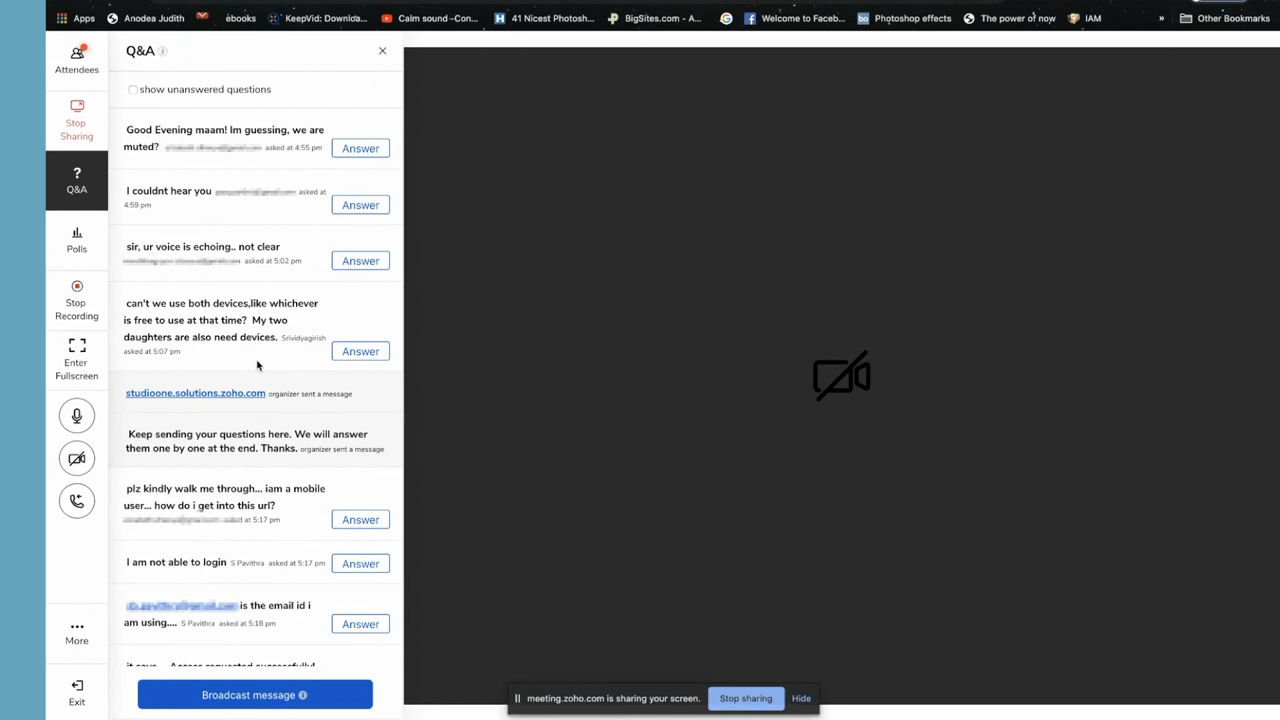 Apps Anodea Judith ebooks KeepVid: Downloa... Calm sound -Con... 41 Nicest Photosh... BigSites.com - A... Welcome to Faceb... bo Photoshop effects The power of now IAM » Other Bookmarks
Attendees
Stop
Sharing
?
Q&A
Polls
Stop
Recording
Enter
Fullscreen
More
Exit
Q&A
show unanswered questions
Good Evening maam! Im guessing, we are
muted? asked at 4:55 pm
Answer
I couldnt hear you asked at
4:59 pm
Answer
sir, ur voice is echoing.. not clear
asked at 5:02 pm
Answer
can't we use both devices,like whichever
is free to use at that time? My two
daughters are also need devices. Srividyagirish
asked at 5:07 pm
Answer
studioone.solutions.zoho.com organizer sent a message
Keep sending your questions here. We will answer
them one by one at the end. Thanks. organizer sent a message
plz kindly walk me through... iam a mobile
user... how do i get into this url?
at 5:17 pm
Answer
I am not able to login S Pavithra asked at 5:17 pm
Answer
is the email id i
am using.... S Pavithra asked at 5:18 pm
Answer
it says... Access requested successfully!
Broadcast message
meeting.zoho.com is sharing your screen. Stop sharing Hide